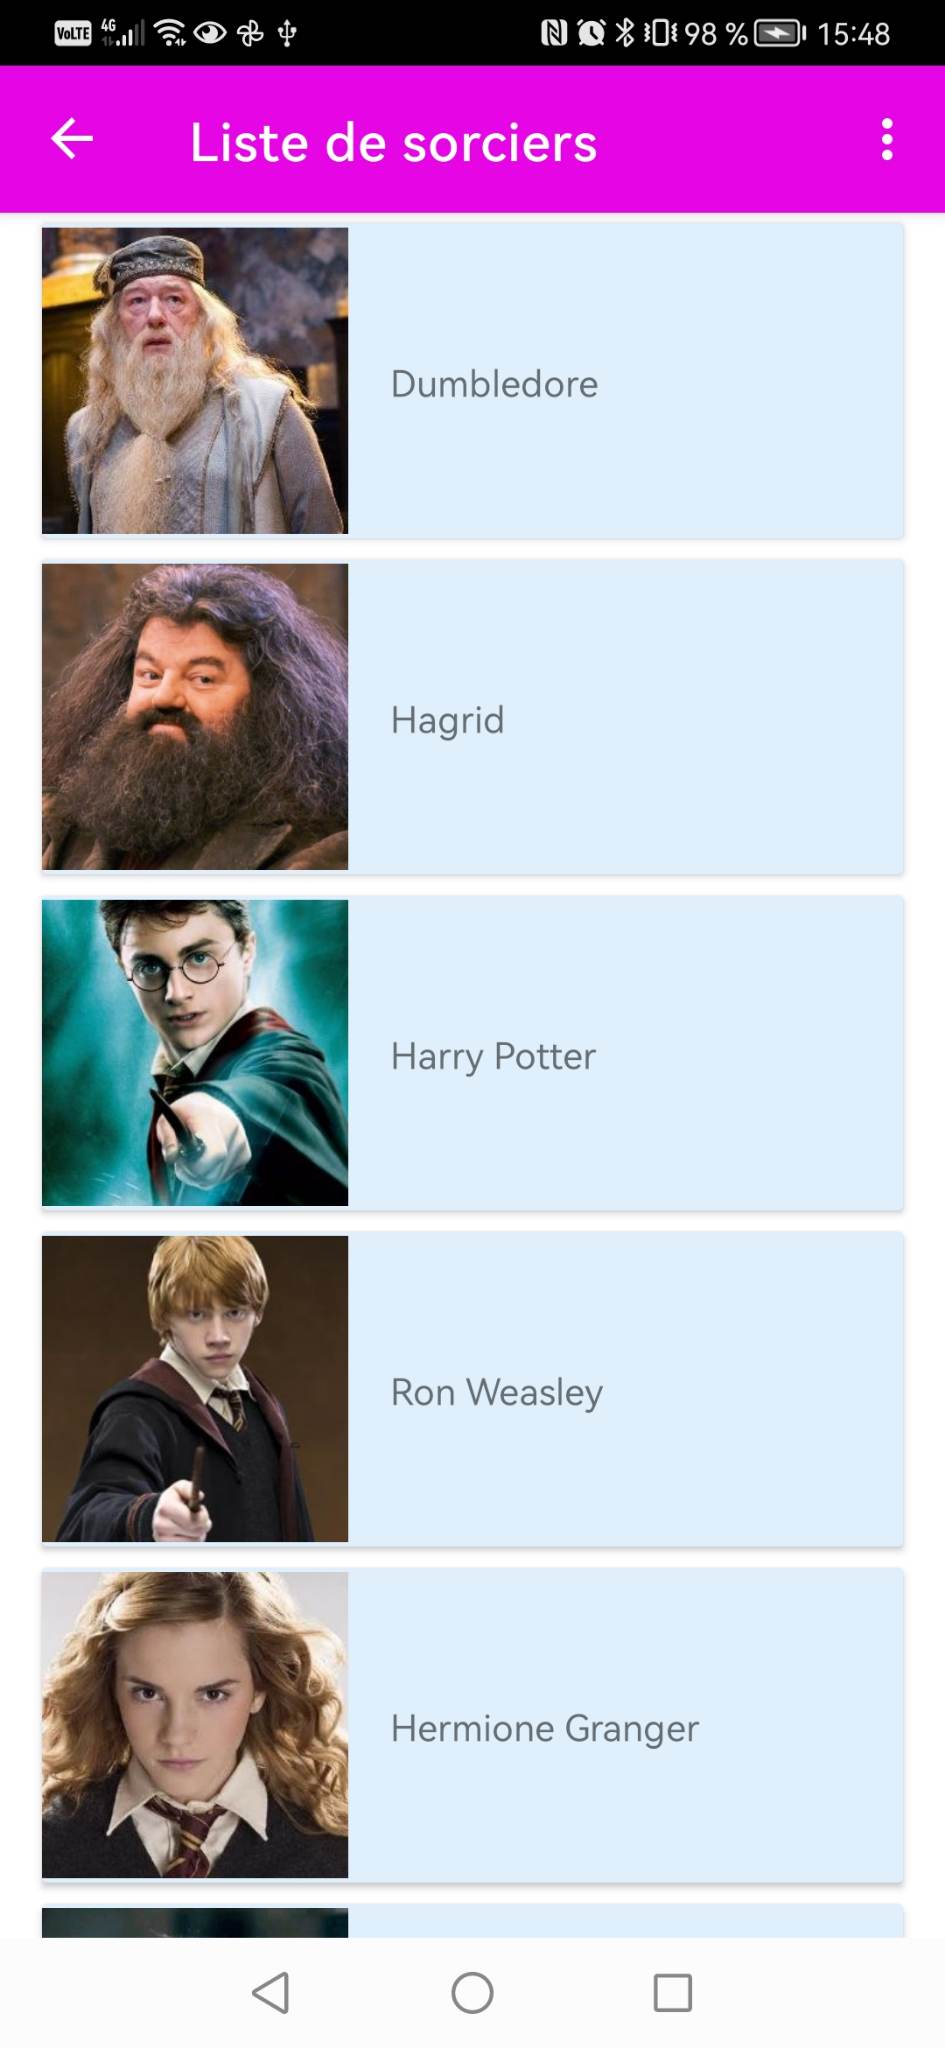 VoLTE 4G 98 % 15:48
Liste de sorciers
Dumbledore
Hagrid
Harry Potter
Ron Weasley
Hermione Granger